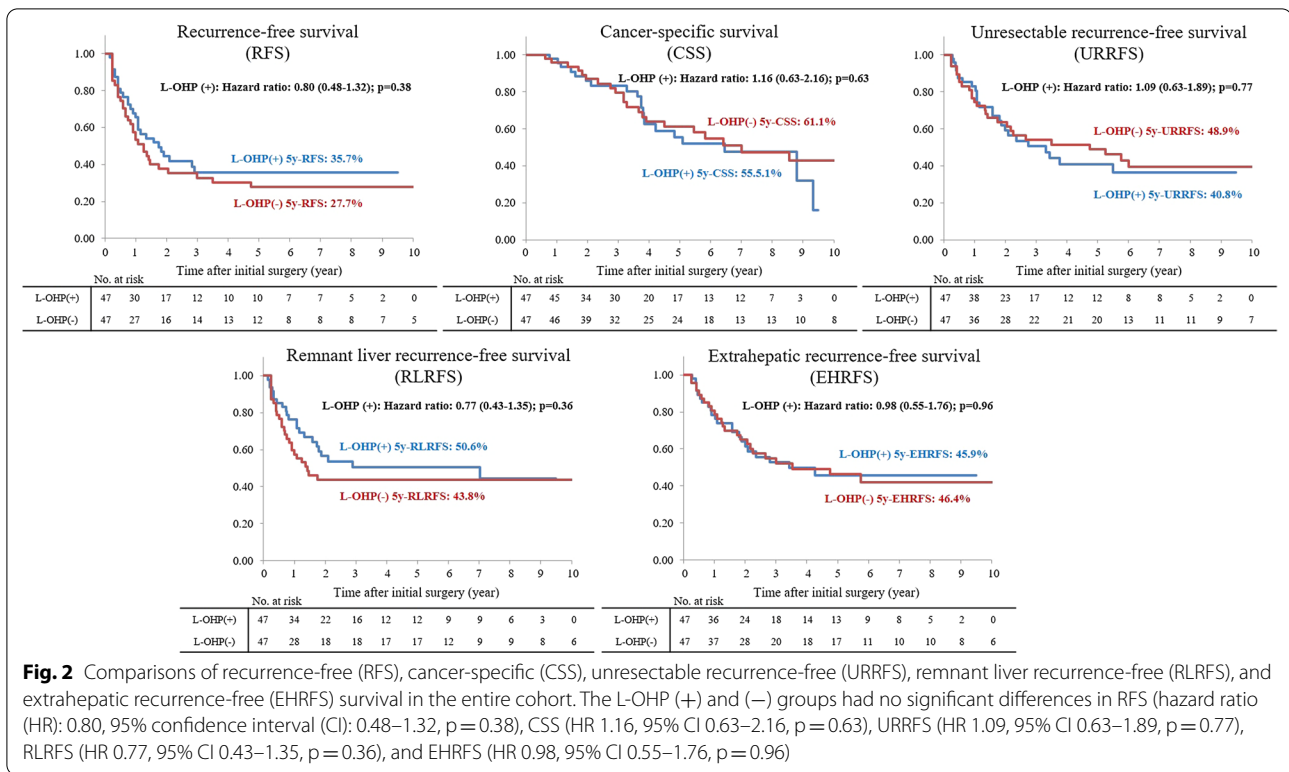 Recurrence-free survival
(RFS)
L-OHP (+): Hazard ratio: 0.80 (0.48-1.32); p=0.38
1.00
0.80
0.60
0.40
0.20
0.00
L-OHP(+) 5y-RFS: 35.7%
L-OHP(-) 5y-RFS: 27.7%
0 1 2 3 4 5 6 7 8 9 10
Time after initial surgery (year)
No. at risk
L-OHP(+) 47 30 17 12 10 10 7 7 5 2 0
L-OHP(-) 47 27 16 14 13 12 8 8 8 7 5
Cancer-specific survival
(CSS)
L-OHP (+): Hazard ratio: 1.16 (0.63-2.16); p=0.63
1.00
0.80
0.60
0.40
0.20
0.00
L-OHP(-) 5y-CSS: 61.1%
L-OHP(+) 5y-CSS: 55.5.1%
0 1 2 3 4 5 6 7 8 9 10
Time after initial surgery (year)
No. at risk
L-OHP(+) 47 45 34 30 20 17 13 12 7 3 0
L-OHP(-) 47 46 39 32 25 24 18 13 13 10 8
Unresectable recurrence-free survival
(URRFS)
L-OHP (+): Hazard ratio: 1.09 (0.63-1.89); p=0.77
1.00
0.80
0.60
0.40
0.20
0.00
L-OHP(-) 5y-URRFS: 48.9%
L-OHP(+) 5y-URRFS: 40.8%
0 1 2 3 4 5 6 7 8 9 10
Time after initial surgery (year)
No. at risk
L-OHP(+) 47 38 23 17 12 12 8 8 5 2 0
L-OHP(-) 47 36 28 22 21 20 13 11 11 9 7
Remnant liver recurrence-free survival
(RLRFS)
L-OHP (+): Hazard ratio: 0.77 (0.43-1.35); p=0.36
1.00
0.80
0.60
0.40
0.20
0.00
L-OHP(+) 5y-RLRFS: 50.6%
L-OHP(-) 5y-RLRFS: 43.8%
0 1 2 3 4 5 6 7 8 9 10
Time after initial surgery (year)
No. at risk
L-OHP(+) 47 34 22 16 12 12 9 9 6 3 0
L-OHP(-) 47 28 18 18 17 17 12 9 9 8 6
Extrahepatic recurrence-free survival
(EHRFS)
L-OHP (+): Hazard ratio: 0.98 (0.55-1.76); p=0.96
1.00
0.80
0.60
0.40
0.20
0.00
L-OHP(+) 5y-EHRFS: 45.9%
L-OHP(-) 5y-EHRFS: 46.4%
0 1 2 3 4 5 6 7 8 9 10
Time after initial surgery (year)
No. at risk
L-OHP(+) 47 36 24 18 14 13 9 8 5 2 0
L-OHP(-) 47 37 28 20 18 17 11 10 10 8 6
Fig. 2 Comparisons of recurrence-free (RFS), cancer-specific (CSS), unresectable recurrence-free (URRFS), remnant liver recurrence-free (RLRFS), and
extrahepatic recurrence-free (EHRFS) survival in the entire cohort. The L-OHP (+) and (−) groups had no significant differences in RFS (hazard ratio
(HR): 0.80, 95% confidence interval (CI): 0.48–1.32, p = 0.38), CSS (HR 1.16, 95% CI 0.63–2.16, p = 0.63), URRFS (HR 1.09, 95% CI 0.63–1.89, p = 0.77),
RLRFS (HR 0.77, 95% CI 0.43–1.35, p = 0.36), and EHRFS (HR 0.98, 95% CI 0.55–1.76, p = 0.96)